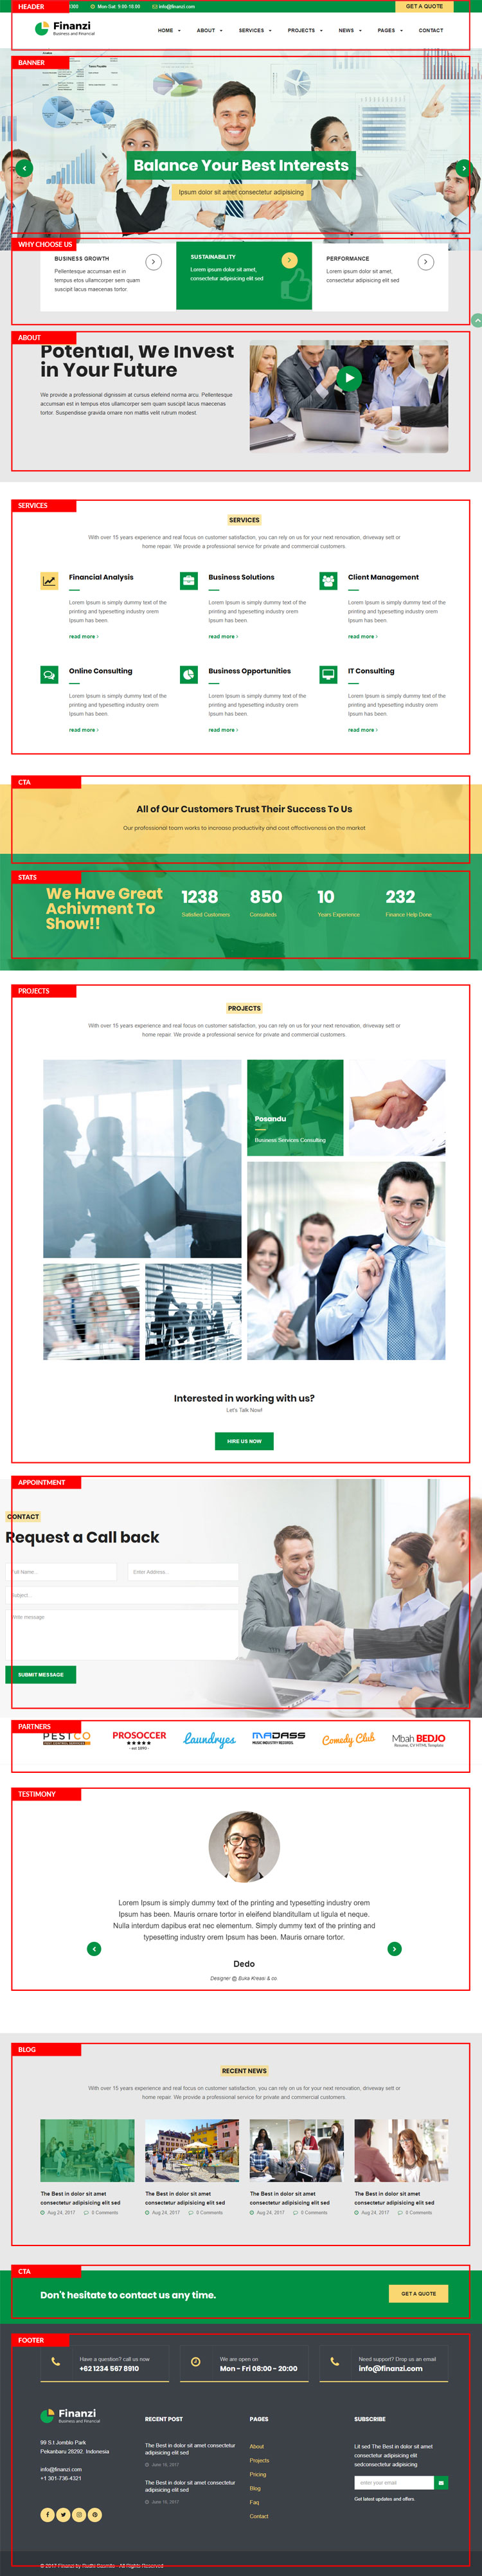 HEADER
Mon-Sat: 9.00-18.00
info@finanzi.com
GET A QUOTE
Finanzi
Business and Financial
HOME
ABOUT
SERVICES
PROJECTS
NEWS
PAGES
CONTACT
BANNER
Balance Your Best Interests
Ipsum dolor sit amet consectetur adipisicing
WHY CHOOSE US
BUSINESS GROWTH
Pellentesque accumsan est in
tempus etos ullamcorper sem quam
suscipit lacus maecenas tortor.
SUSTAINABILITY
Lorem ipsum dolor sit amet,
consectetur adipisicing elit sed
PERFORMANCE
Lorem ipsum dolor sit amet,
consectetur adipisicing elit sed
ABOUT
Potential, We Invest
in Your Future
We provide a professional dignissim at cursus elefeind norma arcu. Pellentesque
accumsan est in tempus etos ullamcorper sem quam suscipit lacus maecenas
tortor. Suspendisse gravida ornare non mattis velit rutrum modest.
SERVICES
SERVICES
With over 15 years experience and real focus on customer satisfaction, you can rely on us for your next renovation, driveway sett or
home repair. We provide a professional service for private and commercial customers.
Financial Analysis
Lorem Ipsum is simply dummy text of the
printing and typesetting industry orem
Ipsum has been.
read more ›
Business Solutions
Lorem Ipsum is simply dummy text of the
printing and typesetting industry orem
Ipsum has been.
read more ›
Client Management
Lorem Ipsum is simply dummy text of the
printing and typesetting industry orem
Ipsum has been.
read more ›
Online Consulting
Lorem Ipsum is simply dummy text of the
printing and typesetting industry orem
Ipsum has been.
read more ›
Business Opportunities
Lorem Ipsum is simply dummy text of the
printing and typesetting industry orem
Ipsum has been.
read more ›
IT Consulting
Lorem Ipsum is simply dummy text of the
printing and typesetting industry orem
Ipsum has been.
read more ›
CTA
All of Our Customers Trust Their Success To Us
Our professional team works to increase productivity and cost effectiveness on the market
STATS
We Have Great
Achivment To
Show!!
1238
Satisfied Customers
850
Consulteds
10
Years Experience
232
Finance Help Done
PROJECTS
PROJECTS
With over 15 years experience and real focus on customer satisfaction, you can rely on us for your next renovation, driveway sett or
home repair. We provide a professional service for private and commercial customers.
Posandu
Business Services Consulting
Interested in working with us?
Let's Talk Now!
HIRE US NOW
APPOINTMENT
CONTACT
Request a Call back
Full Name...
Enter Address..
Subject..
Write message
SUBMIT MESSAGE
PARTNERS
PESTCO
PEST CONTROL SERVICES
PROSOCCER
- est 1890 -
Laundryes
MADASS
MUSIC INDUSTRY RECORDS.
Comedy Club
Mbah BEDJO
Resume, CV HTML Template
TESTIMONY
Lorem Ipsum is simply dummy text of the printing and typesetting industry orem
Ipsum has been. Mauris ornare tortor in eleifend blanditullam ut ligula et neque.
Nulla interdum dapibus erat nec elementum. Simply dummy text of the printing and
typesetting industry orem Ipsum has been. Mauris ornare tortor.
Dedo
Designer @ Buka Kreasi & co.
BLOG
RECENT NEWS
With over 15 years experience and real focus on customer satisfaction, you can rely on us for your next renovation, driveway sett or
home repair. We provide a professional service for private and commercial customers.
The Best in dolor sit amet
consectetur adipisicing elit sed
Aug 24, 2017
0 Comments
The Best in dolor sit amet
consectetur adipisicing elit sed
Aug 24, 2017
0 Comments
The Best in dolor sit amet
consectetur adipisicing elit sed
Aug 24, 2017
0 Comments
The Best in dolor sit amet
consectetur adipisicing elit sed
Aug 24, 2017
0 Comments
CTA
Don't hesitate to contact us any time.
GET A QUOTE
FOOTER
Have a question? call us now
+62 1234 567 8910
We are open on
Mon - Fri 08:00 - 20:00
Need support? Drop us an email
info@finanzi.com
Finanzi
Business and Financial
99 S.t Jomblo Park
Pekanbaru 28292. Indonesia
info@finanzi.com
+1 301-736-4321
RECENT POST
The Best in dolor sit amet consectetur
adipisicing elit sed
June 16, 2017
The Best in dolor sit amet consectetur
adipisicing elit sed
June 16, 2017
PAGES
About
Projects
Pricing
Blog
Faq
Contact
SUBSCRIBE
Lit sed The Best in dolor sit amet
consectetur adipisicing elit
sedconsectetur adipisicing
enter your email
Get latest updates and offers.
© 2017 Finanzi by Rudhi Sasmito - All Rights Reserved